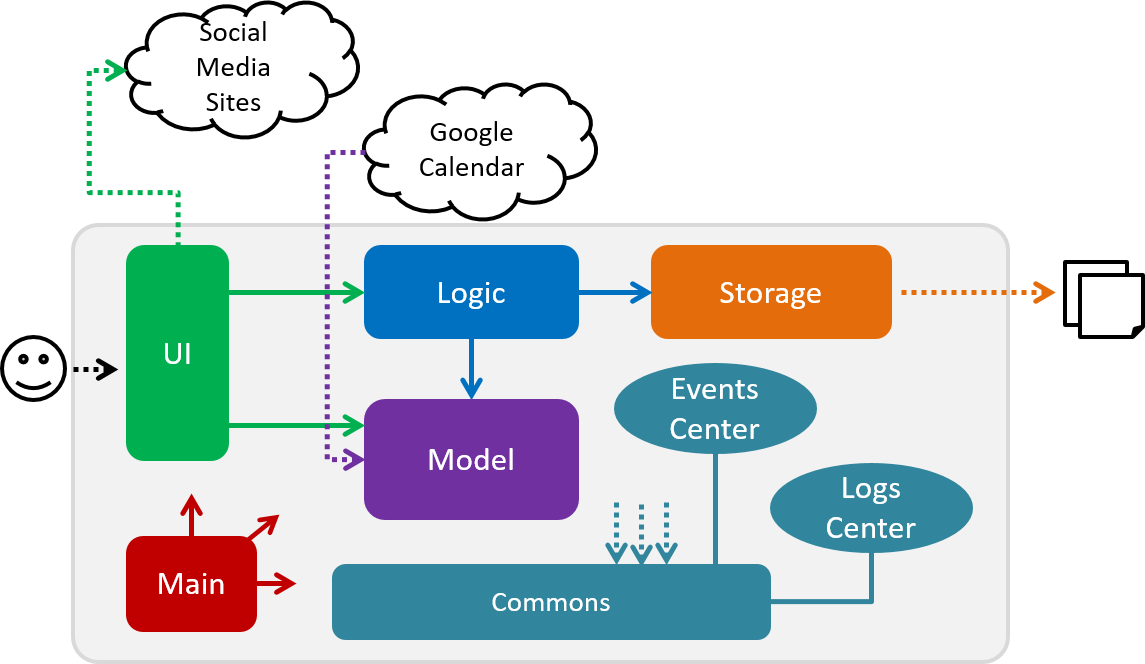 Social
Media
Sites
Google
Calendar
UI
Logic
Storage
Model
Events
Center
Logs
Center
Main
Commons